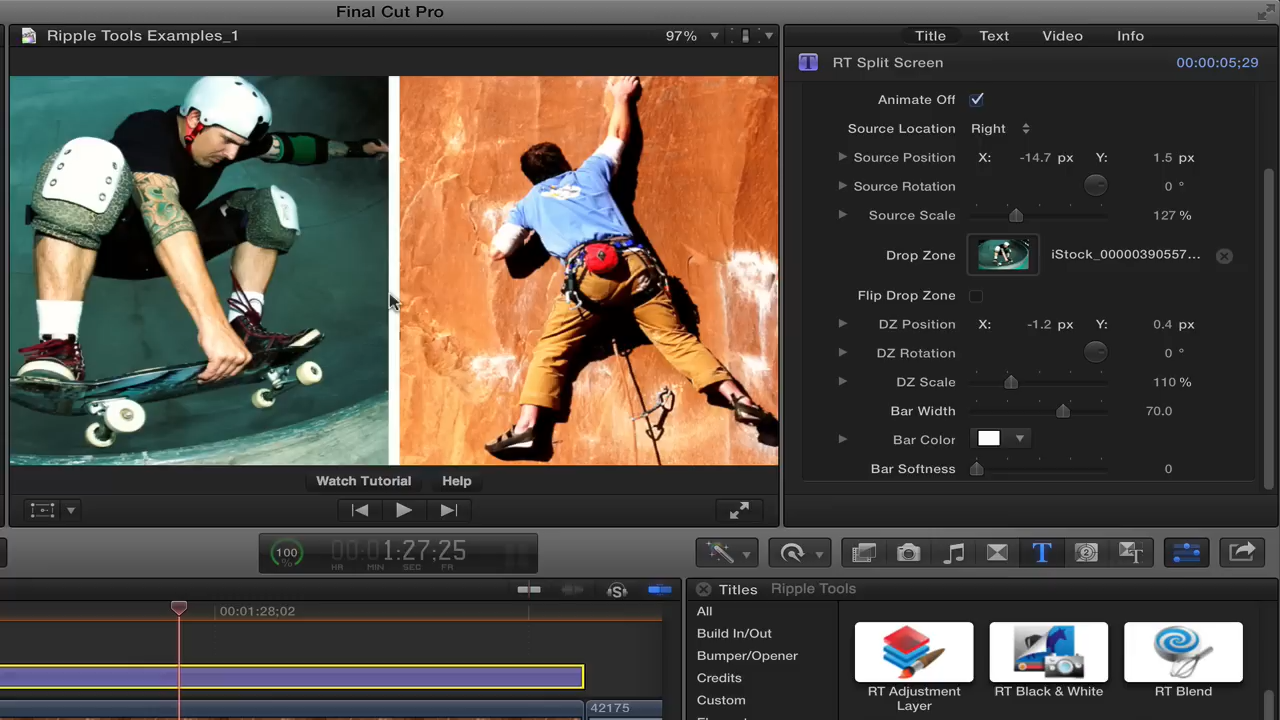 Final Cut Pro
Ripple Tools Examples_1
97%
Title
Text
Video
Info
RT Split Screen
00:00:05;29
Animate Off
Source Location Right
Source Position X: -14.7 px Y: 1.5 px
Source Rotation 0 °
Source Scale 127 %
Drop Zone iStock_00000390557...
Flip Drop Zone
DZ Position X: -1.2 px Y: 0.4 px
DZ Rotation 0 °
DZ Scale 110 %
Bar Width 70.0
Bar Color
Bar Softness 0
Watch Tutorial
Help
100
%
00:00:01:27;25
HR MIN SEC FR
00:01:28;02
42175
Titles
Ripple Tools
All
Build In/Out
Bumper/Opener
Credits
Custom
RT Adjustment
Layer
RT Black & White
RT Blend